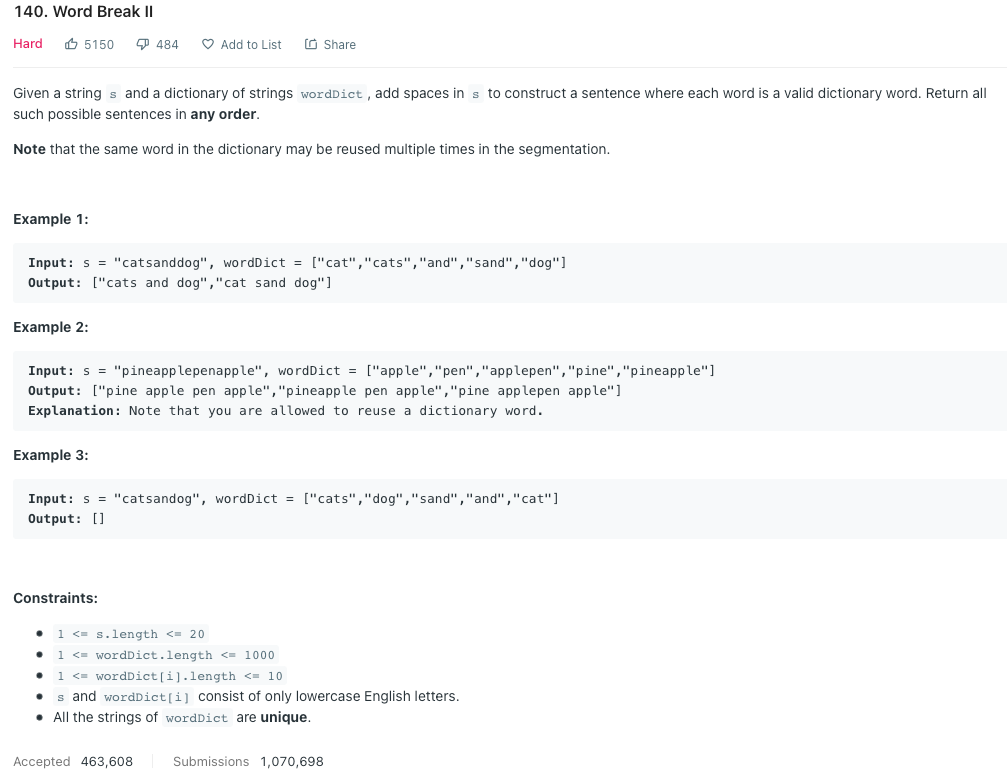 140. Word Break II
Hard 5150 484 Add to List Share
Given a string s and a dictionary of strings wordDict, add spaces in s to construct a sentence where each word is a valid dictionary word. Return all
such possible sentences in any order.
Note that the same word in the dictionary may be reused multiple times in the segmentation.
Example 1:
Input: s = "catsanddog", wordDict = ["cat","cats","and","sand","dog"]
Output: ["cats and dog","cat sand dog"]
Example 2:
Input: s = "pineapplepenapple", wordDict = ["apple","pen","applepen","pine","pineapple"]
Output: ["pine apple pen apple","pineapple pen apple","pine applepen apple"]
Explanation: Note that you are allowed to reuse a dictionary word.
Example 3:
Input: s = "catsandog", wordDict = ["cats","dog","sand","and","cat"]
Output: []
Constraints:
1 <= s.length <= 20
1 <= wordDict.length <= 1000
1 <= wordDict[i].length <= 10
s and wordDict[i] consist of only lowercase English letters.
All the strings of wordDict are unique.
Accepted 463,608 Submissions 1,070,698